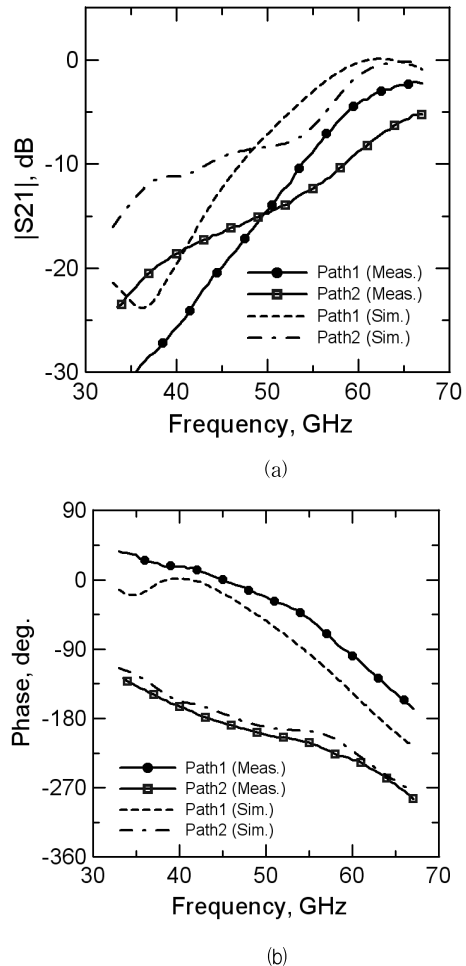 0
-10
-20
-30
|S21|, dB
Path1 (Meas.)
Path2 (Meas.)
Path1 (Sim.)
Path2 (Sim.)
30 40 50 60 70
Frequency, GHz
(a)
90
0
-90
-180
-270
-360
Phase, deg.
Path1 (Meas.)
Path2 (Meas.)
Path1 (Sim.)
Path2 (Sim.)
30 40 50 60 70
Frequency, GHz
(b)